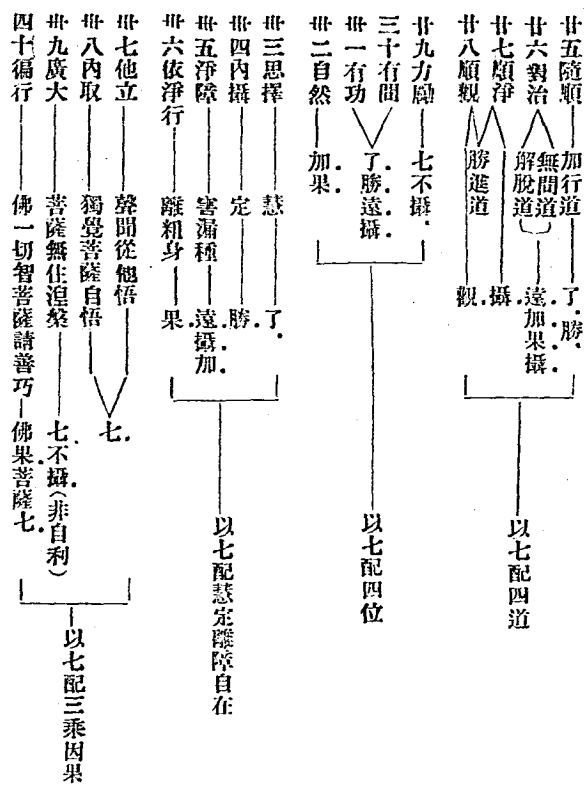 廿五隨順 加行道 了．勝．
廿六對治 無間道 解脫道 遠．加．果．攝．
廿七順淨 攝．
廿八順觀 勝進道 觀．
以七配四道
廿九力勵 七不攝．
三十有間
卅一有功 了．勝．遠．攝．
卅二自然 加．果．
以七配四位
卅三思擇 慧 了．
卅四內攝 定 勝．
卅五淨障 害漏種 遠．攝．加．
卅六依淨行 離粗身 果．
以七配慧定離障自在
卅七他立 聲聞從他悟
卅八內取 獨覺菩薩自悟 七．
卅九廣大 菩薩無住涅槃 七不攝．（非自利）
四十徧行 佛一切智菩薩請善巧 佛果．菩薩七．
以七配三乘因果